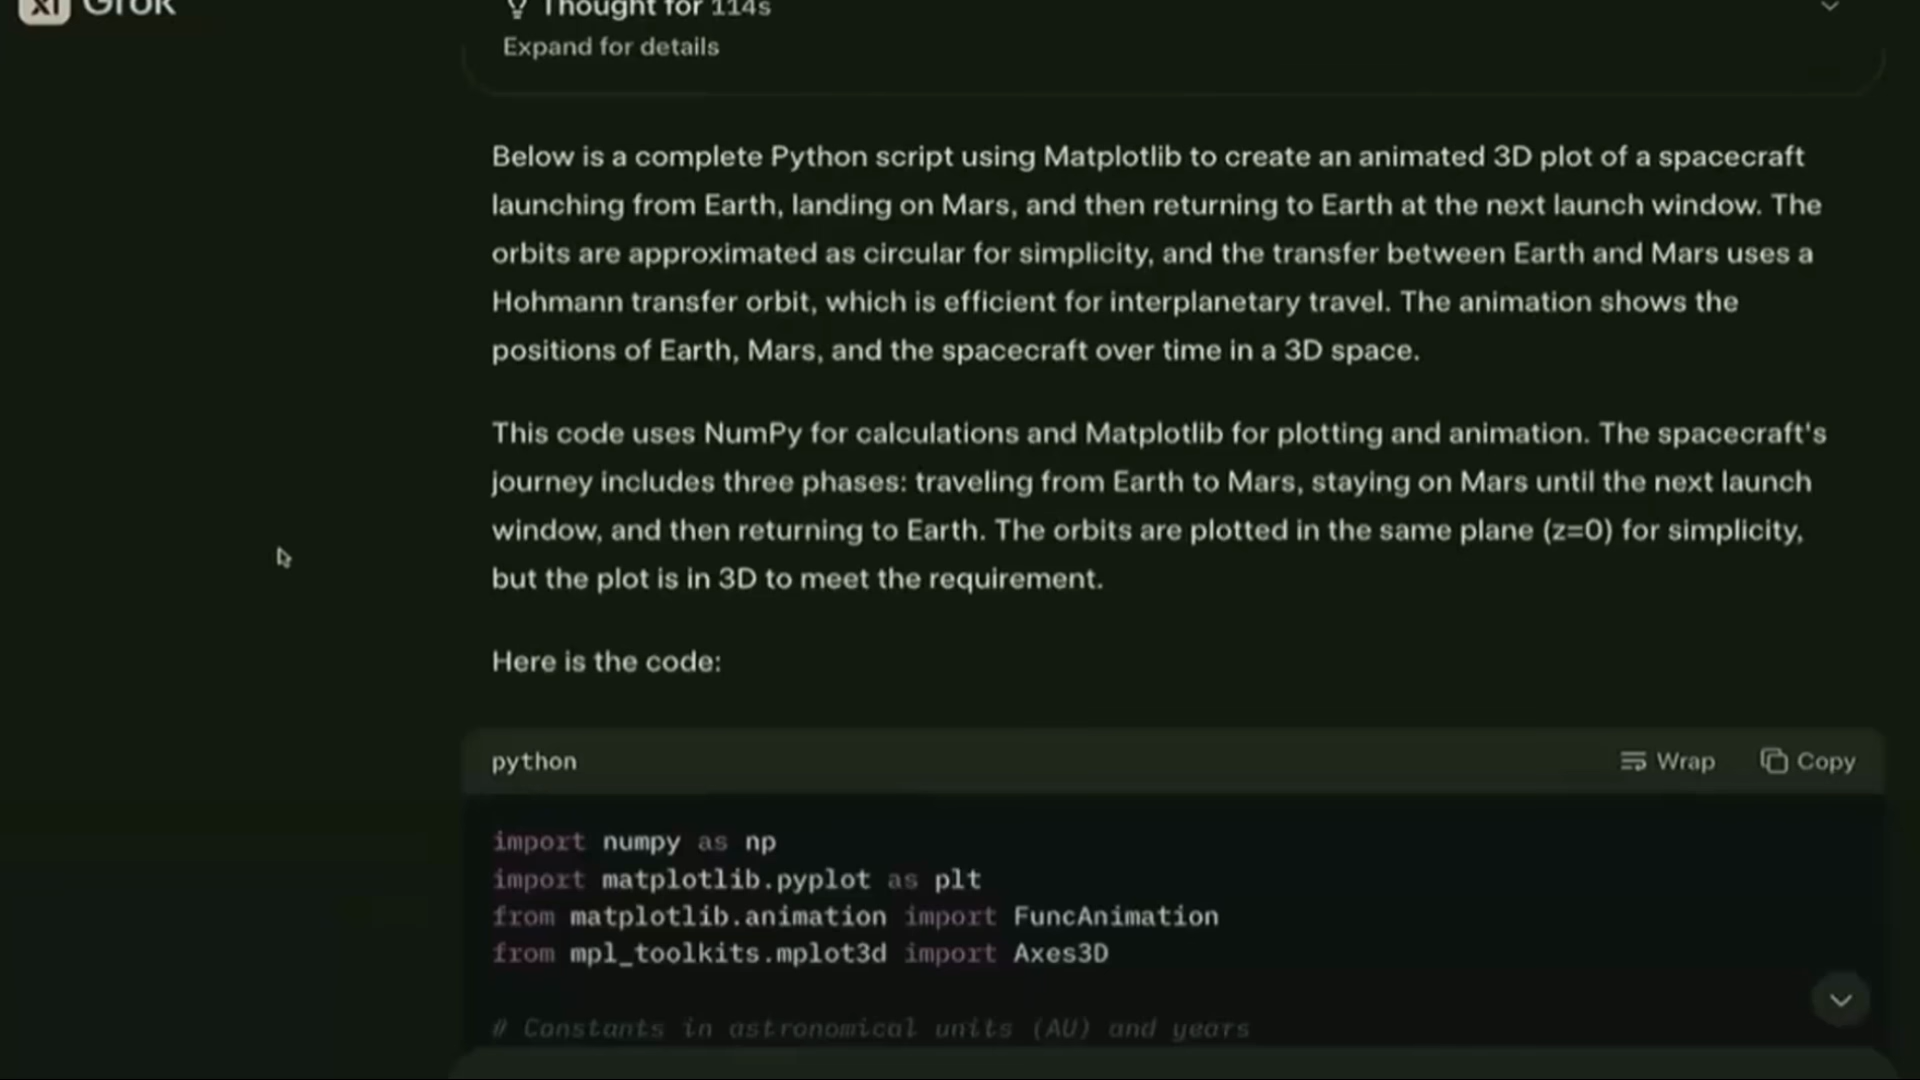 xI Grok
Thought for 114s
Expand for details
Below is a complete Python script using Matplotlib to create an animated 3D plot of a spacecraft
launching from Earth, landing on Mars, and then returning to Earth at the next launch window. The
orbits are approximated as circular for simplicity, and the transfer between Earth and Mars uses a
Hohmann transfer orbit, which is efficient for interplanetary travel. The animation shows the
positions of Earth, Mars, and the spacecraft over time in a 3D space.
This code uses NumPy for calculations and Matplotlib for plotting and animation. The spacecraft's
journey includes three phases: traveling from Earth to Mars, staying on Mars until the next launch
window, and then returning to Earth. The orbits are plotted in the same plane (z=0) for simplicity,
but the plot is in 3D to meet the requirement.
Here is the code:
python
Wrap
Copy
import numpy as np
import matplotlib.pyplot as plt
from matplotlib.animation import FuncAnimation
from mpl_toolkits.mplot3d import Axes3D
# Constants in astronomical units (AU) and years